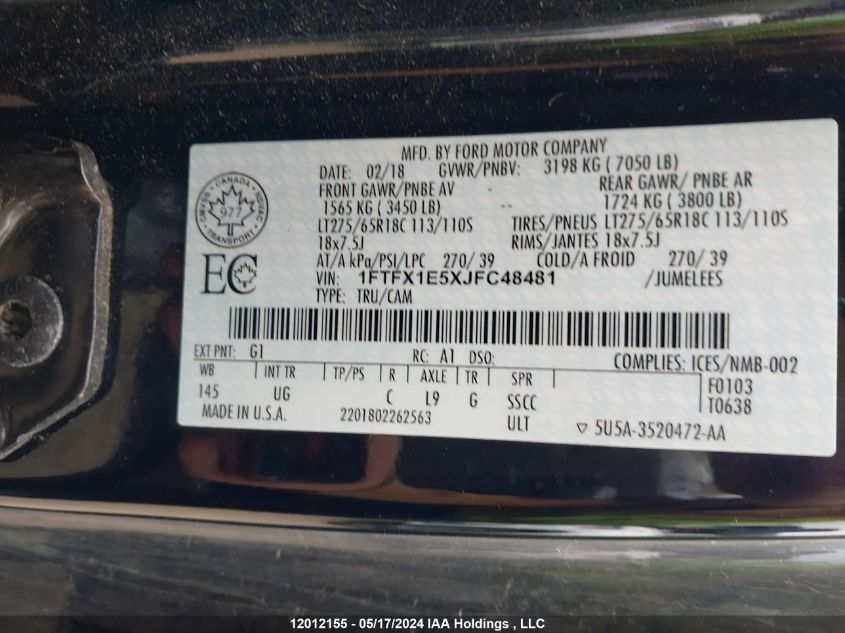 MFD. BY FORD MOTOR COMPANY
DATE: 02/18 GVWR/PNBV: 3198 KG ( 7050 LB)
FRONT GAWR/PNBE AV REAR GAWR/ PNBE AR
1565 KG ( 3450 LB) 1724 KG ( 3800 LB)
LT275/65R18C 113/110S TIRES/PNEUS LT275/65R18C 113/110S
18x7.5J RIMS/JANTES 18x7.5J
AT/A kPa/PSI/LPC 270/ 39 COLD/A FROID 270/ 39
VIN: 1FTFX1E5XJFC48481 /JUMELEES
TYPE: TRU/CAM
CANADA
977
TRANSPORT
EC
EXT PNT: G1 RC: A1 DSO: COMPLIES: ICES/NMB-002
WB INT TR TP/PS R AXLE TR SPR F0103
145 UG C L9 G SSCC T0638
MADE IN U.S.A. 2201802262563 ULT ▽ 5U5A-3520472-AA
12012155 - 05/17/2024 IAA Holdings , LLC